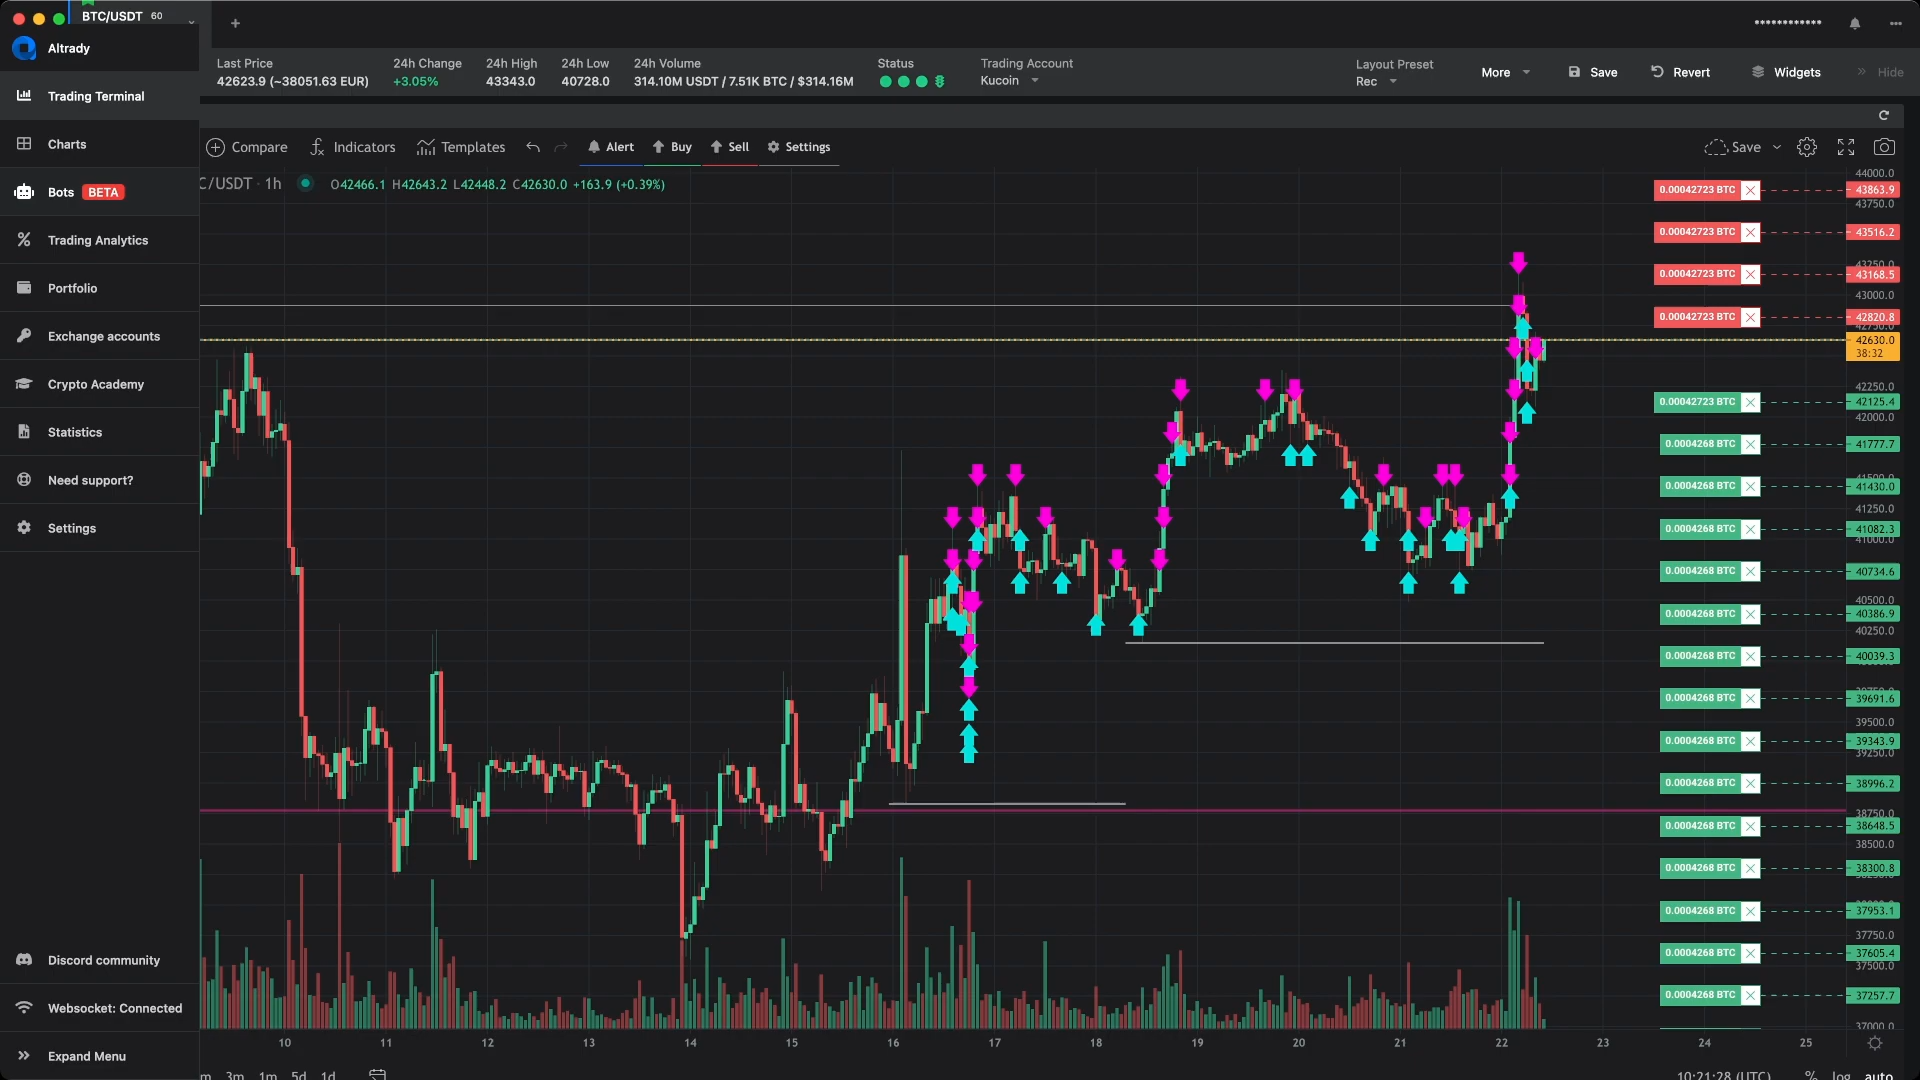 BTC/USDT 60
+
************
Altrady
Trading Terminal
Charts
Bots BETA
Trading Analytics
Portfolio
Exchange accounts
Crypto Academy
Statistics
Need support?
Settings
Discord community
Websocket: Connected
Expand Menu
Last Price
42623.9 (~38051.63 EUR)
24h Change
+3.05%
24h High
43343.0
24h Low
40728.0
24h Volume
314.10M USDT / 7.51K BTC / $314.16M
Status
Trading Account
Kucoin
Layout Preset
Rec
More
Save
Revert
Widgets
Hide
Compare
Indicators
Templates
Alert
Buy
Sell
Settings
Save
C/USDT · 1h
O42466.1 H42643.2 L42448.2 C42630.0 +163.9 (+0.39%)
44000.0
0.00042723 BTC 43863.9
43750.0
0.00042723 BTC 43516.2
43250.0
0.00042723 BTC 43168.5
43000.0
0.00042723 BTC 42820.8
42750.0
42630.0
38:32
42250.0
0.00042723 BTC 42125.4
42000.0
0.0004268 BTC 41777.7
41500.0
0.0004268 BTC 41430.0
41250.0
0.0004268 BTC 41082.3
41000.0
0.0004268 BTC 40734.6
40500.0
0.0004268 BTC 40386.9
40250.0
0.0004268 BTC 40039.3
0.0004268 BTC 39691.6
39500.0
0.0004268 BTC 39343.9
39250.0
0.0004268 BTC 38996.2
38750.0
0.0004268 BTC 38648.5
38500.0
0.0004268 BTC 38300.8
0.0004268 BTC 37953.1
37750.0
0.0004268 BTC 37605.4
37500.0
0.0004268 BTC 37257.7
37000.0
10 11 12 13 14 15 16 17 18 19 20 21 22 23 24 25
3m 1m 5d 1d
10:21:28 (UTC) % log auto